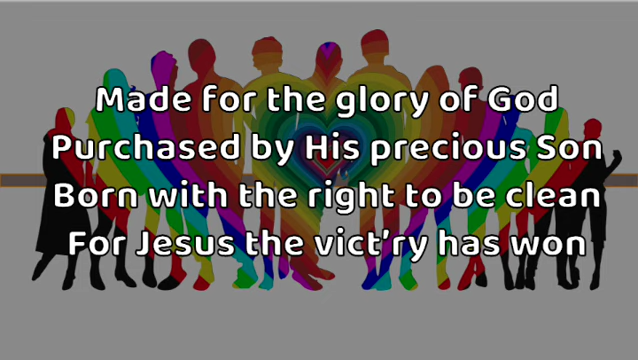 Made for the glory of God
Purchased by His precious Son
Born with the right to be clean
For Jesus the vict'ry has won